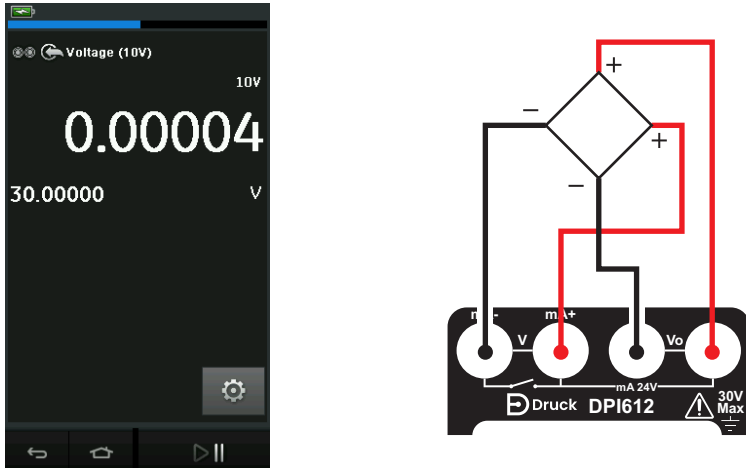 Voltage (10V)
10V
0.00004
30.00000 V
+
−
+
−
mA+
V
Vo
mA 24V
Druck DPI612
30V
Max